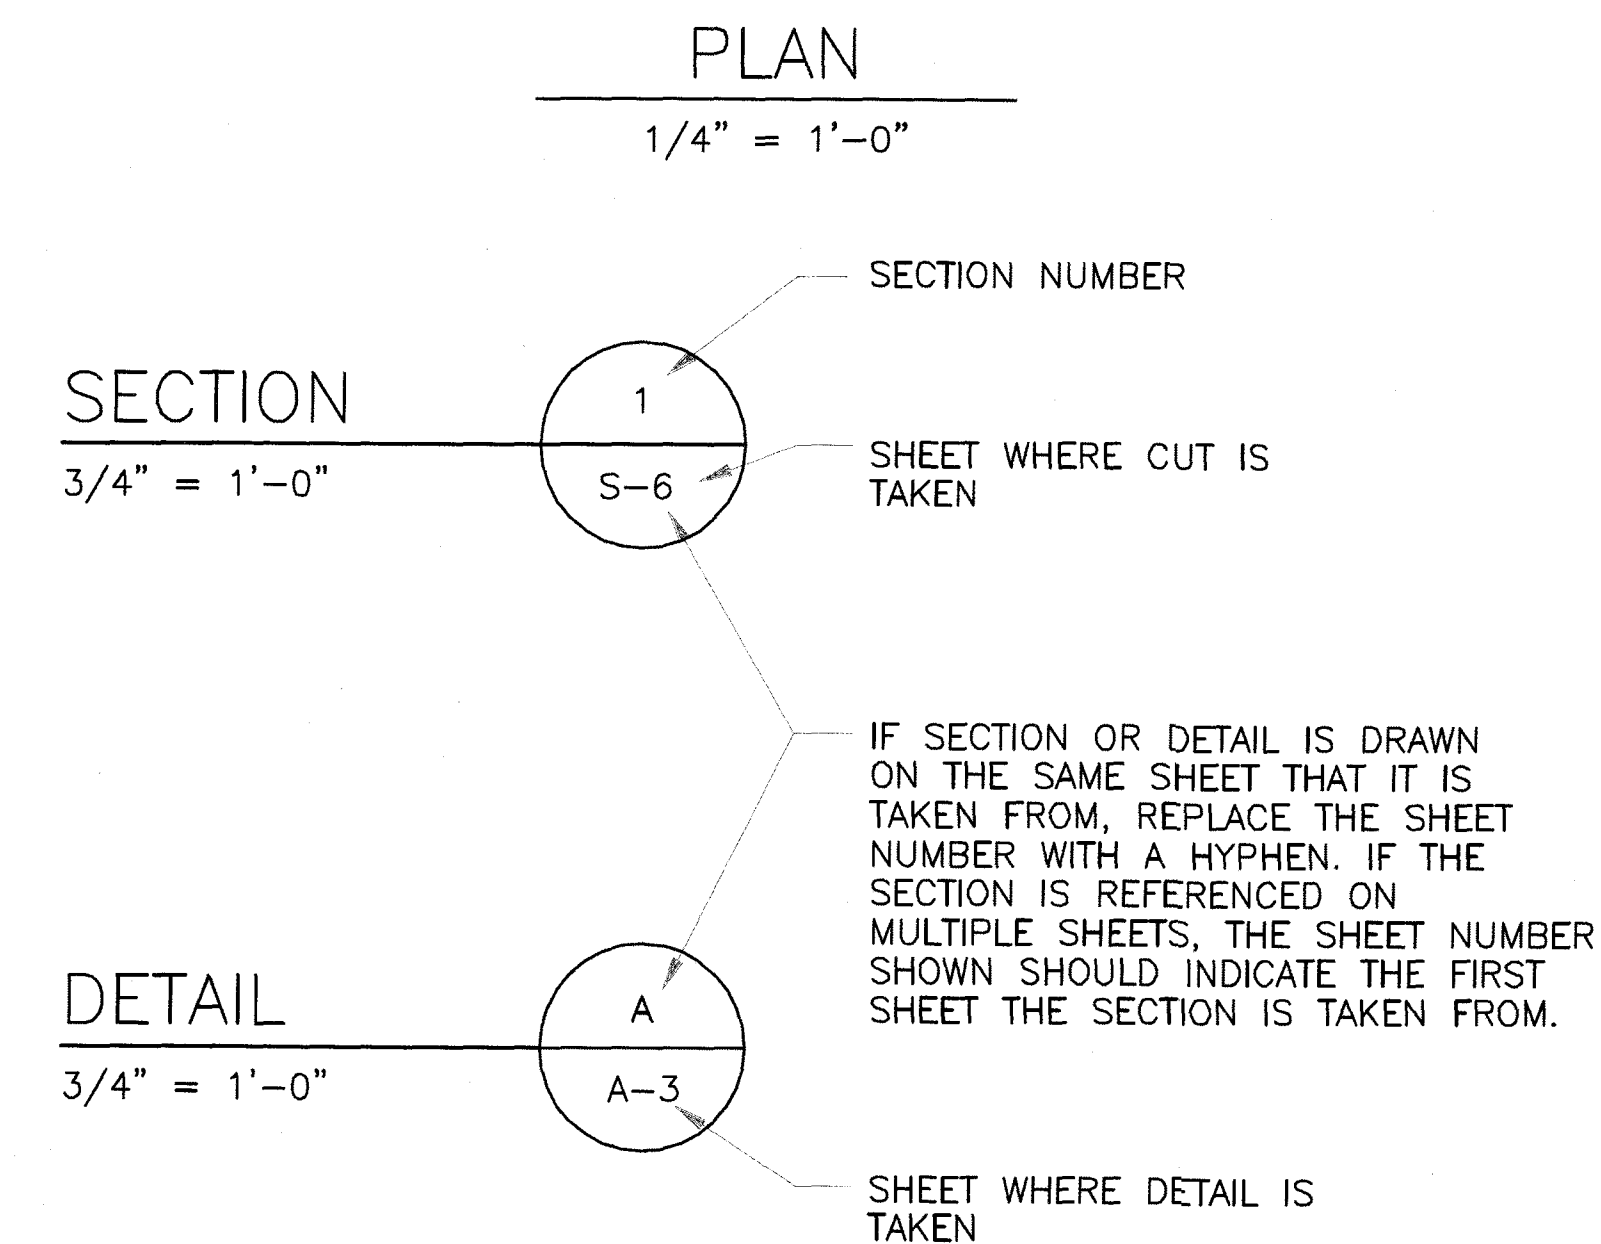 PLAN
1/4" = 1'-0"
SECTION NUMBER
SECTION
1
3/4" = 1'-0"
S-6
SHEET WHERE CUT IS
TAKEN
IF SECTION OR DETAIL IS DRAWN
ON THE SAME SHEET THAT IT IS
TAKEN FROM, REPLACE THE SHEET
NUMBER WITH A HYPHEN. IF THE
SECTION IS REFERENCED ON
MULTIPLE SHEETS, THE SHEET NUMBER
SHOWN SHOULD INDICATE THE FIRST
SHEET THE SECTION IS TAKEN FROM.
DETAIL
A
3/4" = 1'-0"
A-3
SHEET WHERE DETAIL IS
TAKEN